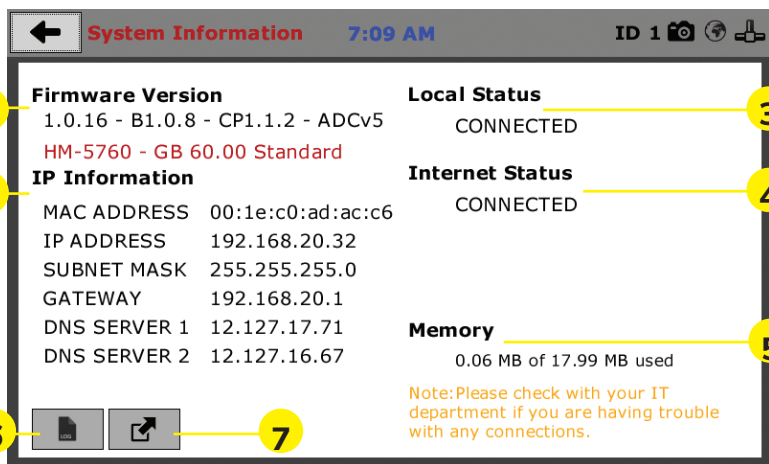 System Information 7:09 AM ID 1
Firmware Version
1.0.16 - B1.0.8 - CP1.1.2 - ADCv5
HM-5760 - GB 60.00 Standard
IP Information
MAC ADDRESS 00:1e:c0:ad:ac:c6
IP ADDRESS 192.168.20.32
SUBNET MASK 255.255.255.0
GATEWAY 192.168.20.1
DNS SERVER 1 12.127.17.71
DNS SERVER 2 12.127.16.67
LOG
6
7
Local Status
CONNECTED
3
Internet Status
CONNECTED
4
Memory
0.06 MB of 17.99 MB used
5
Note:Please check with your IT
department if you are having trouble
with any connections.